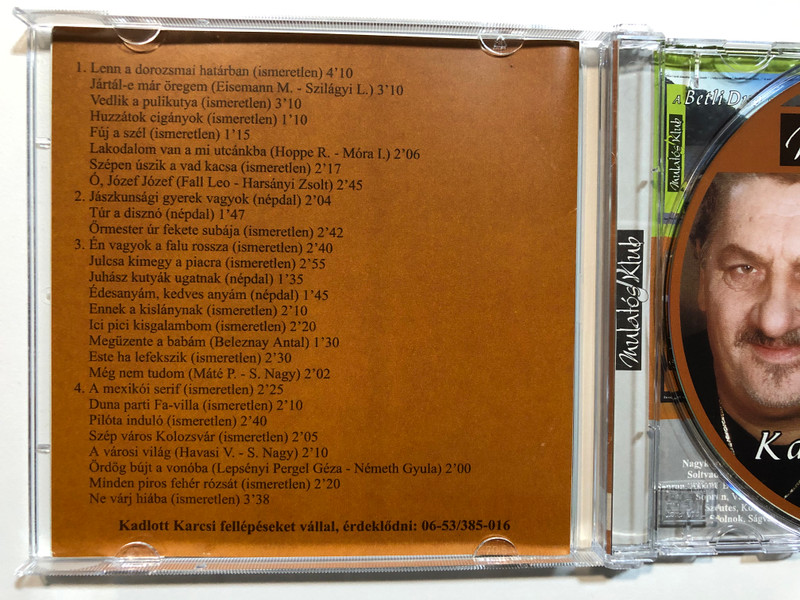 1. Lenn a dorozsmai határban (ismeretlen) 4'10
Jártál-e már öregem (Eisemann M. - Szilágyi L.) 3'10
Vedlik a pulikutya (ismeretlen) 3'10
Huzzátok cigányok (ismeretlen) 1'10
Fúj a szél (ismeretlen) 1'15
Lakodalom van a mi utcánkba (Hoppe R. - Móra I.) 2'06
Szépen úszik a vad kacsa (ismeretlen) 2'17
Ó, Józef Józef (Fall Leo - Harsányi Zsolt) 2'45
2. Jászkunsági gyerek vagyok (népdal) 2'04
Túr a disznó (népdal) 1'47
Őrmester úr fekete subája (ismeretlen) 2'42
3. Én vagyok a falu rossza (ismeretlen) 2'40
Julcsa kimegy a piacra (ismeretlen) 2'55
Juhász kutyák ugatnak (népdal) 1'35
Édesanyám, kedves anyám (népdal) 1'45
Ennek a kislánynak (ismeretlen) 2'10
Ici pici kisgalambom (ismeretlen) 2'20
Megüzente a babám (Beleznay Antal) 1'30
Este ha lefekszik (ismeretlen) 2'30
Még nem tudom (Máté P. - S. Nagy) 2'02
4. A mexikói serif (ismeretlen) 2'25
Duna parti Fa-villa (ismeretlen) 2'10
Pilóta induló (ismeretlen) 2'40
Szép város Kolozsvár (ismeretlen) 2'05
A városi világ (Havasi V. - S. Nagy) 2'10
Ördög bújt a vonóba (Lepsényi Pergel Géza - Németh Gyula) 2'00
Minden piros fehér rózsát (ismeretlen) 2'20
Ne várj hiába (ismeretlen) 3'38
Kadlott Karcsi fellépéseket vállal, érdeklődni: 06-53/385-016
Mulatós Klub
A Betli Du
Mulatós Klub
Ka